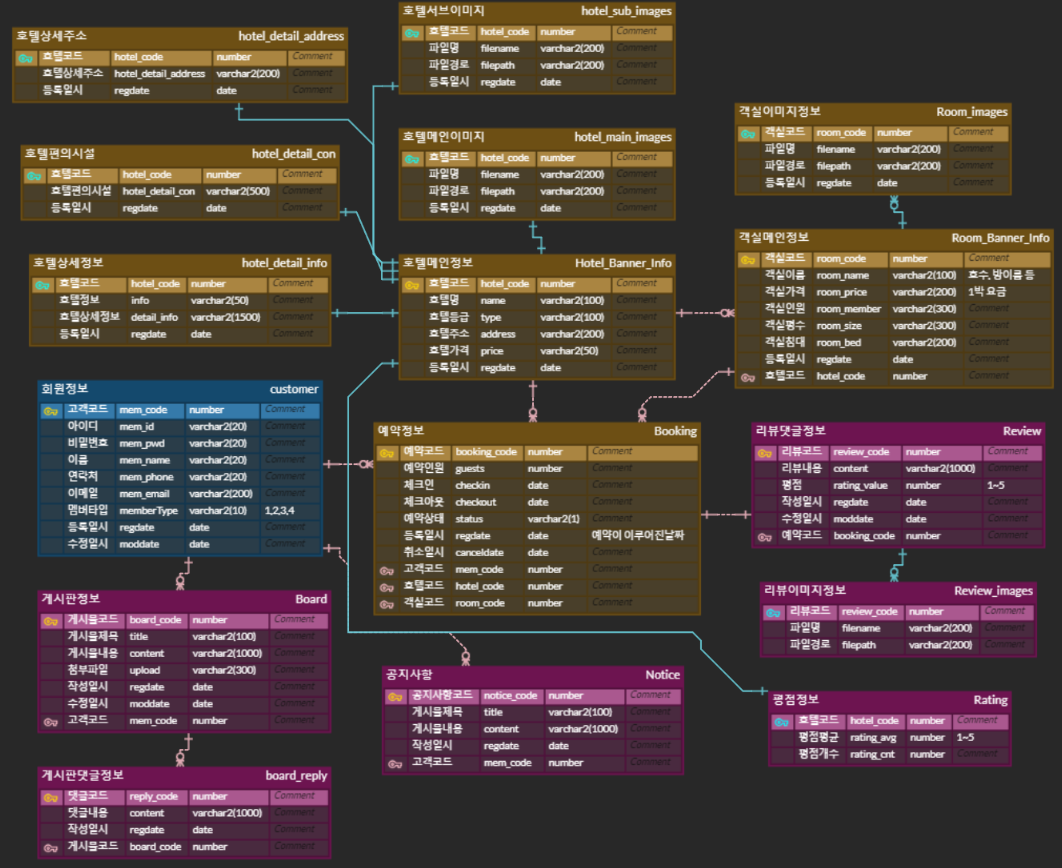 호텔상세주소 hotel_detail_address
호텔코드 hotel_code number Comment
호텔상세주소 hotel_detail_address varchar2(200) Comment
등록일시 regdate date Comment
호텔편의시설 hotel_detail_con
호텔코드 hotel_code number Comment
호텔편의시설 hotel_detail_con varchar2(500) Comment
등록일시 regdate date Comment
호텔상세정보 hotel_detail_info
호텔코드 hotel_code number Comment
호텔정보 info varchar2(50) Comment
호텔상세정보 detail_info varchar2(1500) Comment
등록일시 regdate date Comment
호텔서브이미지 hotel_sub_images
호텔코드 hotel_code number Comment
파일명 filename varchar2(200) Comment
파일경로 filepath varchar2(200) Comment
등록일시 regdate date Comment
호텔메인이미지 hotel_main_images
호텔코드 hotel_code number Comment
파일명 filename varchar2(200) Comment
파일경로 filepath varchar2(200) Comment
등록일시 regdate date Comment
호텔메인정보 Hotel_Banner_Info
호텔코드 hotel_code number Comment
호텔명 name varchar2(100) Comment
호텔등급 type varchar2(100) Comment
호텔주소 address varchar2(200) Comment
호텔가격 price varchar2(50) Comment
등록일시 regdate date Comment
객실이미지정보 Room_images
객실코드 room_code number Comment
파일명 filename varchar2(200) Comment
파일경로 filepath varchar2(200) Comment
등록일시 regdate date Comment
객실메인정보 Room_Banner_Info
객실코드 room_code number Comment
객실이름 room_name varchar2(100) 호수, 방이름 등
객실가격 room_price varchar2(200) 1박 요금
객실인원 room_member varchar2(300) Comment
객실평수 room_size varchar2(300) Comment
객실침대 room_bed varchar2(200) Comment
등록일시 regdate date Comment
호텔코드 hotel_code number Comment
회원정보 customer
고객코드 mem_code number Comment
아이디 mem_id varchar2(20) Comment
비밀번호 mem_pwd varchar2(20) Comment
이름 mem_name varchar2(20) Comment
연락처 mem_phone varchar2(20) Comment
이메일 mem_email varchar2(200) Comment
멤버타입 memberType varchar2(10) 1,2,3,4
등록일시 regdate date Comment
수정일시 moddate date Comment
예약정보 Booking
예약코드 booking_code number Comment
예약인원 guests number Comment
체크인 checkin date Comment
체크아웃 checkout date Comment
예약상태 status varchar2(1) Comment
등록일시 regdate date 예약이 이루어진날짜
취소일시 canceldate date Comment
고객코드 mem_code number Comment
호텔코드 hotel_code number Comment
객실코드 room_code number Comment
리뷰댓글정보 Review
리뷰코드 review_code number Comment
리뷰내용 content varchar2(1000) Comment
평점 rating_value number 1~5
작성일시 regdate date Comment
수정일시 moddate date Comment
예약코드 booking_code number Comment
리뷰이미지정보 Review_images
리뷰코드 review_code number Comment
파일명 filename varchar2(200) Comment
파일경로 filepath varchar2(200) Comment
게시판정보 Board
게시물코드 board_code number Comment
게시물제목 title varchar2(100) Comment
게시물내용 content varchar2(1000) Comment
첨부파일 upload varchar2(300) Comment
작성일시 regdate date Comment
수정일시 moddate date Comment
고객코드 mem_code number Comment
공지사항 Notice
공지사항코드 notice_code number Comment
게시물제목 title varchar2(100) Comment
게시물내용 content varchar2(1000) Comment
작성일시 regdate date Comment
고객코드 mem_code number Comment
평점정보 Rating
호텔코드 hotel_code number Comment
평점평균 rating_avg number 1~5
평점개수 rating_cnt number Comment
게시판댓글정보 board_reply
댓글코드 reply_code number Comment
댓글내용 content varchar2(1000) Comment
작성일시 regdate date Comment
게시물코드 board_code number Comment